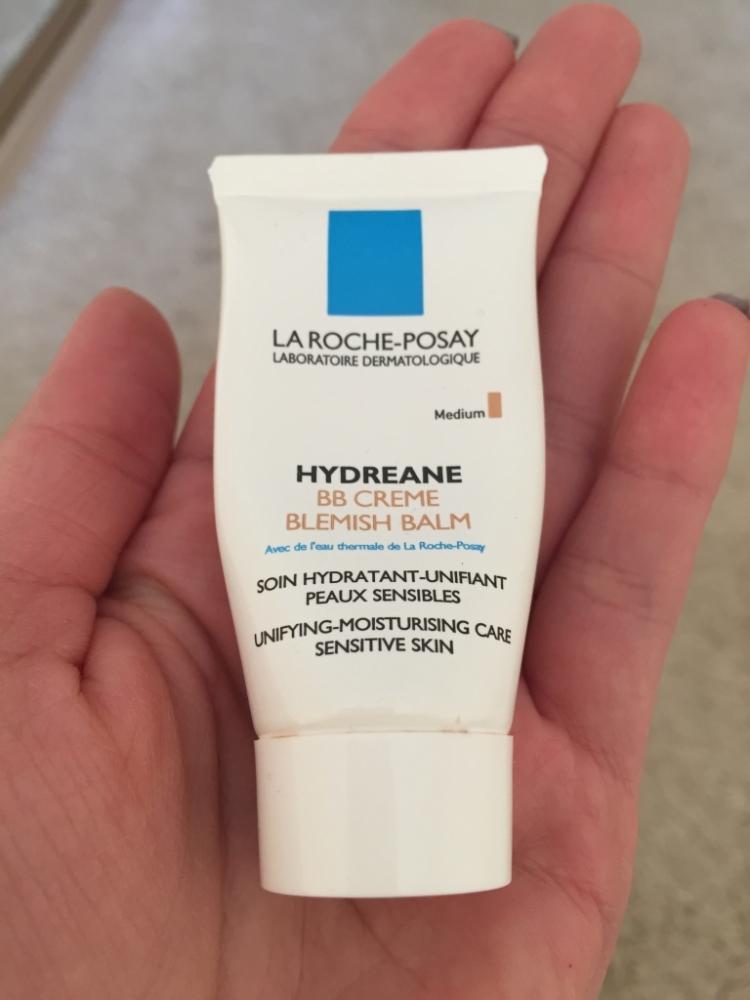 LA ROCHE-POSAY
LABORATOIRE DERMATOLOGIQUE
Medium
HYDREANE
BB CREME
BLEMISH BALM
Avec de l'eau thermale de La Roche-Posay
SOIN HYDRATANT-UNIFIANT
PEAUX SENSIBLES
UNIFYING-MOISTURISING CARE
SENSITIVE SKIN